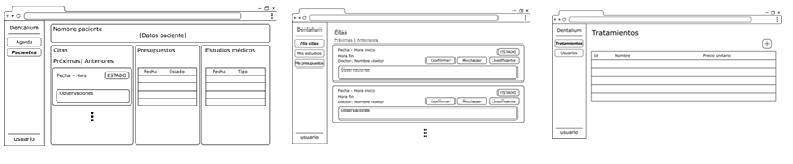 Dentalium
Agenda
Pacientes
usuario
Nombre paciente
(Datos paciente)
Citas
Próximas| Anteriores
Fecha - Hora
(ESTADO)
Observaciones
Presupuestos
Fecha Estado
Estudios médicos
Fecha Tipo
Dentalium
Mis citas
Mis estudios
Mis presupuestos
usuario
Citas
Próximas | Anteriores
Fecha - Hora inicio
(ESTADO)
Hora fin
Doctor: Nombre doctor
Confirmar
Rechazar
Justificante
Observaciones
Fecha - Hora inicio
(ESTADO)
Hora fin
Doctor: Nombre doctor
Confirmar
Rechazar
Justificante
Observaciones
Dentalium
Tratamientos
Usuarios
usuario
Tratamientos
Id Nombre Precio unitario